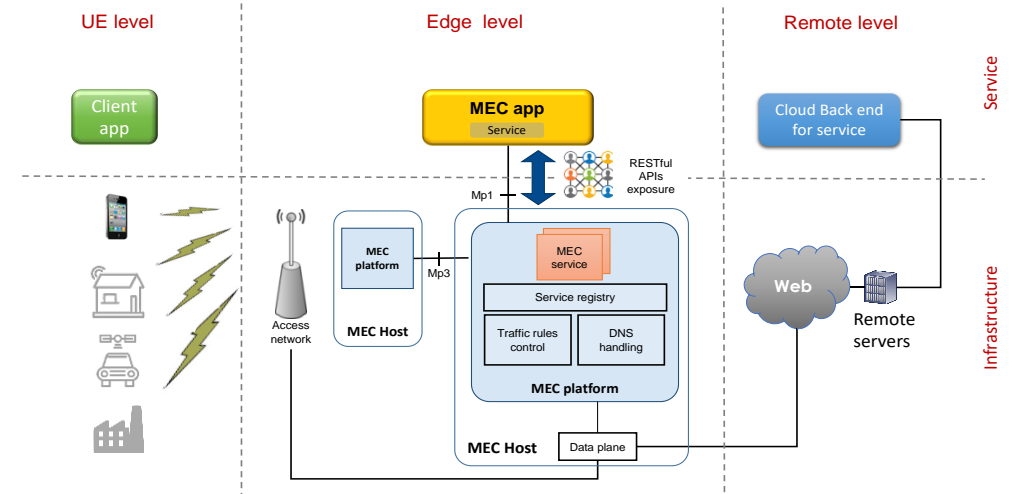 UE level
Edge level
Remote level
Service
Client
app
MEC app
Service
Cloud Back end
for service
RESTful
APIs
exposure
Mp1
MEC
platform
Mp3
MEC Host
Access
network
MEC
service
Service registry
Traffic rules
control
DNS
handling
MEC platform
MEC Host
Data plane
Web
Remote
servers
Infrastructure